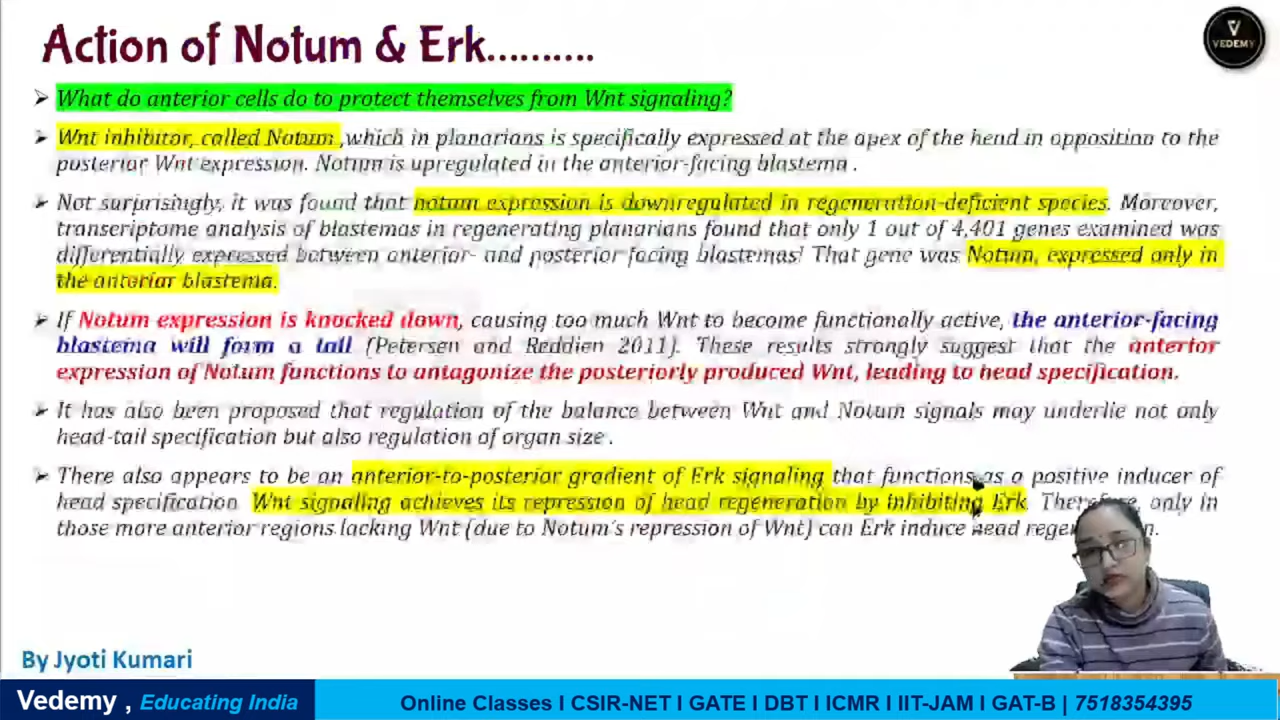 Action of Notum & Erk..........
V
VEDEMY
➢ What do anterior cells do to protect themselves from Wnt signaling?
➢ Wnt inhibitor, called Notum ,which in planarians is specifically expressed at the apex of the head in opposition to the
posterior Wnt expression. Notum is upregulated in the anterior-facing blastema .
➢ Not surprisingly, it was found that notum expression is downregulated in regeneration-deficient species. Moreover,
transcriptome analysis of blastemas in regenerating planarians found that only 1 out of 4,401 genes examined was
differentially expressed between anterior- and posterior facing blastemas! That gene was Notum, expressed only in
the anterior blastema.
➢ If Notum expression is knocked down, causing too much Wnt to become functionally active, the anterior-facing
blastema will form a tail (Petersen and Reddien 2011). These results strongly suggest that the anterior
expression of Notum functions to antagonize the posteriorly produced Wnt, leading to head specification.
➢ It has also been proposed that regulation of the balance between Wnt and Notum signals may underlie not only
head-tail specification but also regulation of organ size .
➢ There also appears to be an anterior-to-posterior gradient of Erk signaling that functions as a positive inducer of
head specification. Wnt signaling achieves its repression of head regeneration by inhibiting Erk. Therefore, only in
those more anterior regions lacking Wnt (due to Notum's repression of Wnt) can Erk induce head
By Jyoti Kumari
Vedemy , Educating India
Online Classes I CSIR-NET I GATE I DBT I ICMR I IIT-JAM I GAT-B | 7518354395